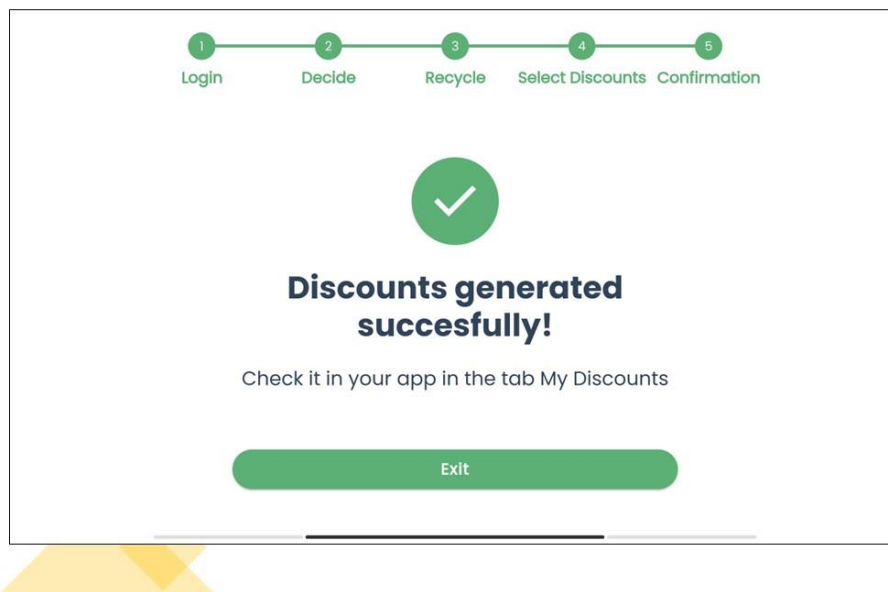 1 2 3 4 5
Login Decide Recycle Select Discounts Confirmation
Discounts generated
succesfully!
Check it in your app in the tab My Discounts
Exit